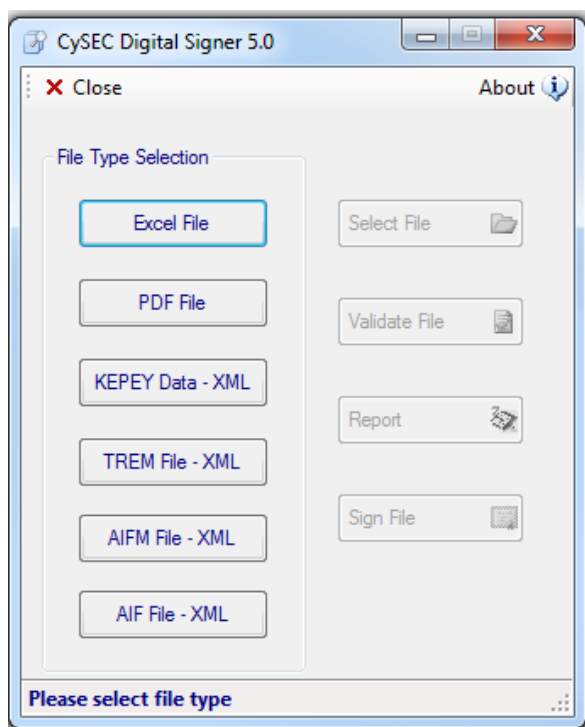 CySEC Digital Signer 5.0
Close
About
File Type Selection
Excel File
PDF File
KEPEY Data - XML
TREM File - XML
AIFM File - XML
AIF File - XML
Select File
Validate File
Report
Sign File
Please select file type